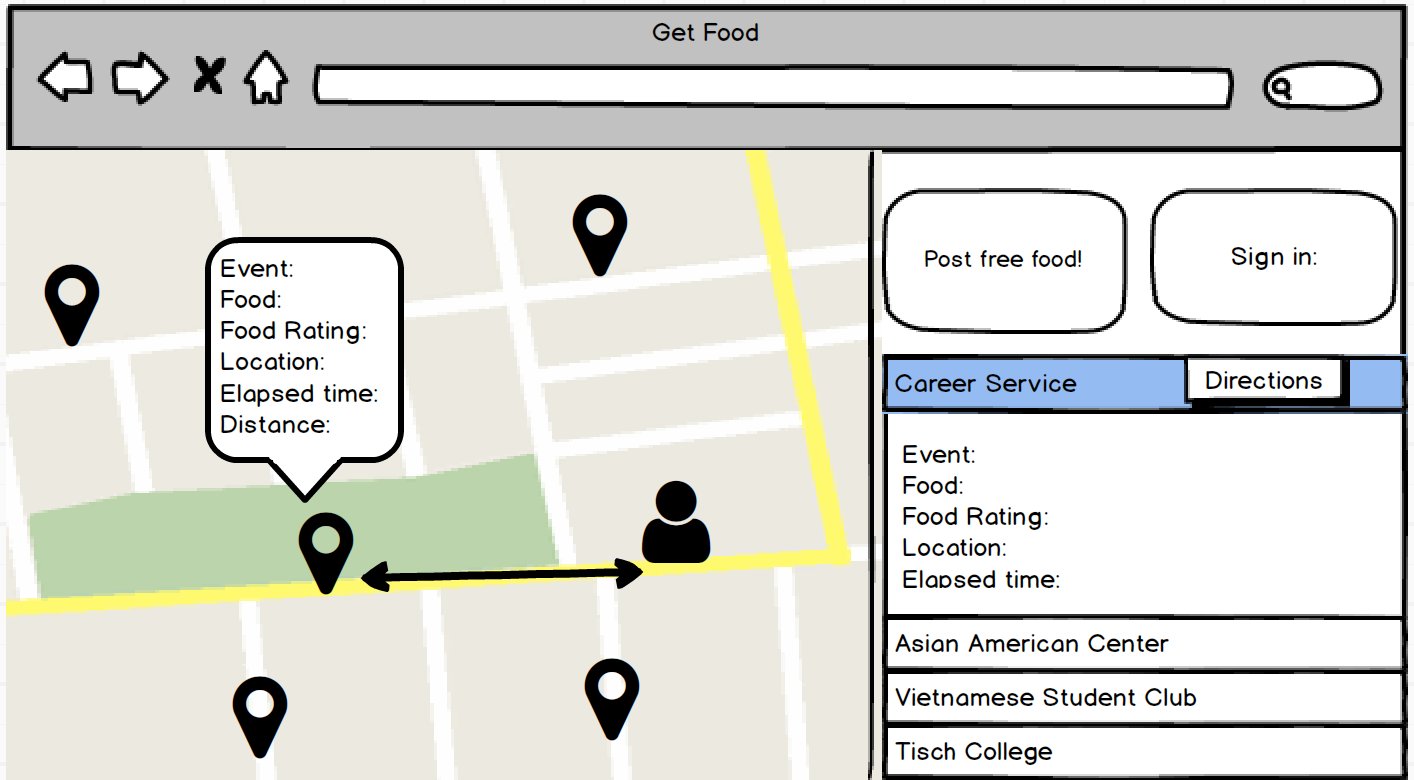 Get Food
Event:
Food:
Food Rating:
Location:
Elapsed time:
Distance:
Post free food!
Sign in:
Career Service
Directions
Event:
Food:
Food Rating:
Location:
Elapsed time:
Asian American Center
Vietnamese Student Club
Tisch College